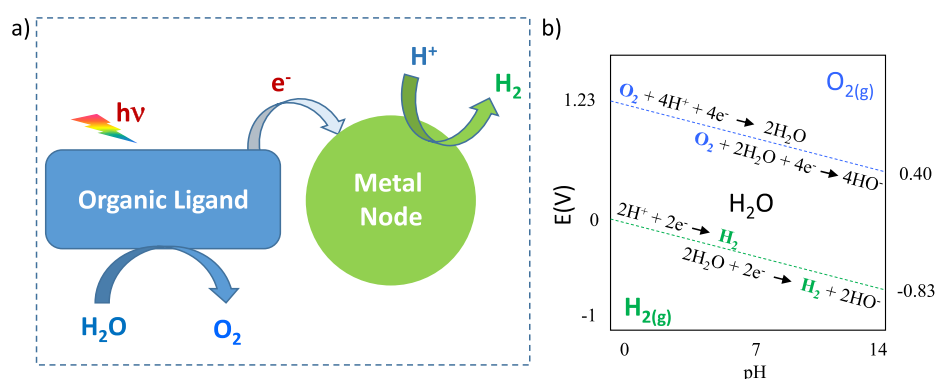 a)
hν
e⁻
H⁺
H₂
Organic Ligand
Metal
Node
H₂O
O₂
b)
O₂(g)
1.23
O₂ + 4H⁺ + 4e⁻ → 2H₂O
O₂ + 2H₂O + 4e⁻ → 4HO⁻
0.40
E(V)
H₂O
0
2H⁺ + 2e⁻ → H₂
2H₂O + 2e⁻ → H₂ + 2HO⁻
-0.83
H₂(g)
-1
0 7 14
pH